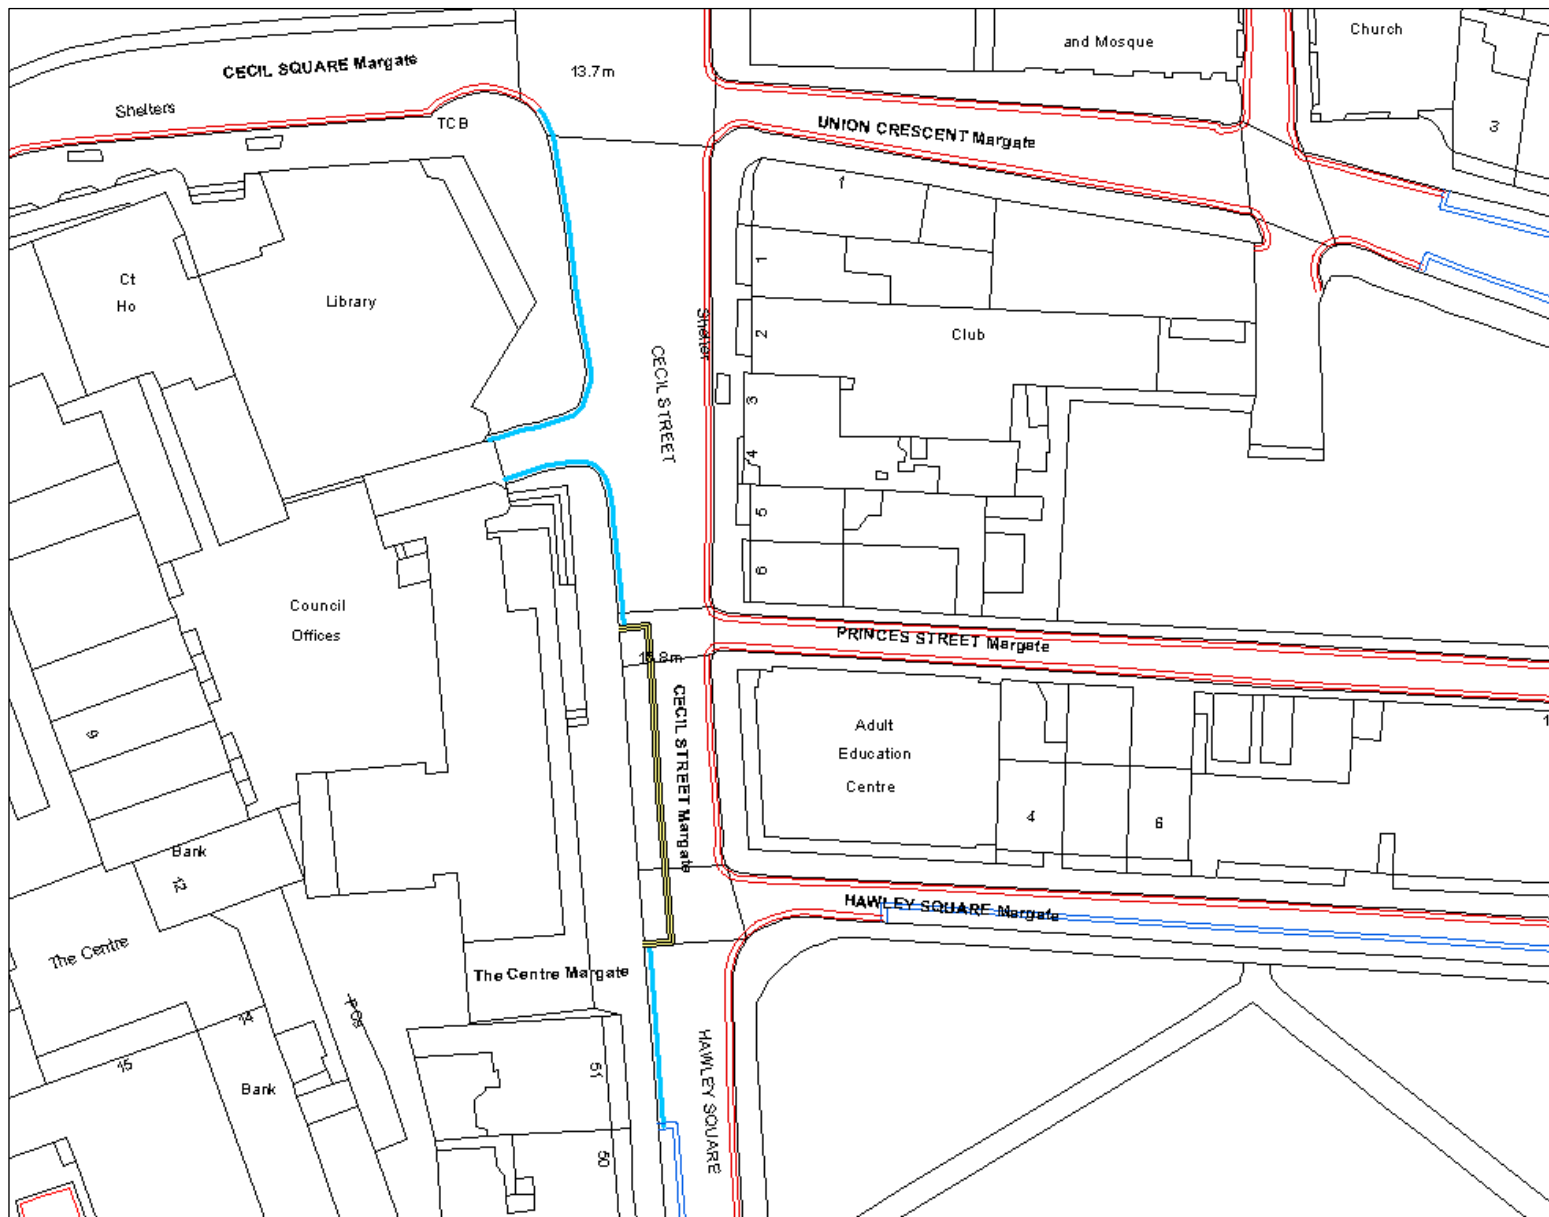 Church
and Mosque
CECIL SQUARE Margate
13.7m
Shelters
TCB
UNION CRESCENT Margate
3
1
Ct
Ho
Library
1
Shelter
2
Club
CECIL STREET
3
4
5
6
Council
Offices
PRINCES STREET Margate
15.8m
CECIL STREET Margate
9
Adult
Education
Centre
1
4
6
Bank
12
HAWLEY SQUARE Margate
The Centre
The Centre Margate
PCs
14
15
Bank
51
HAWLEY SQUARE
50